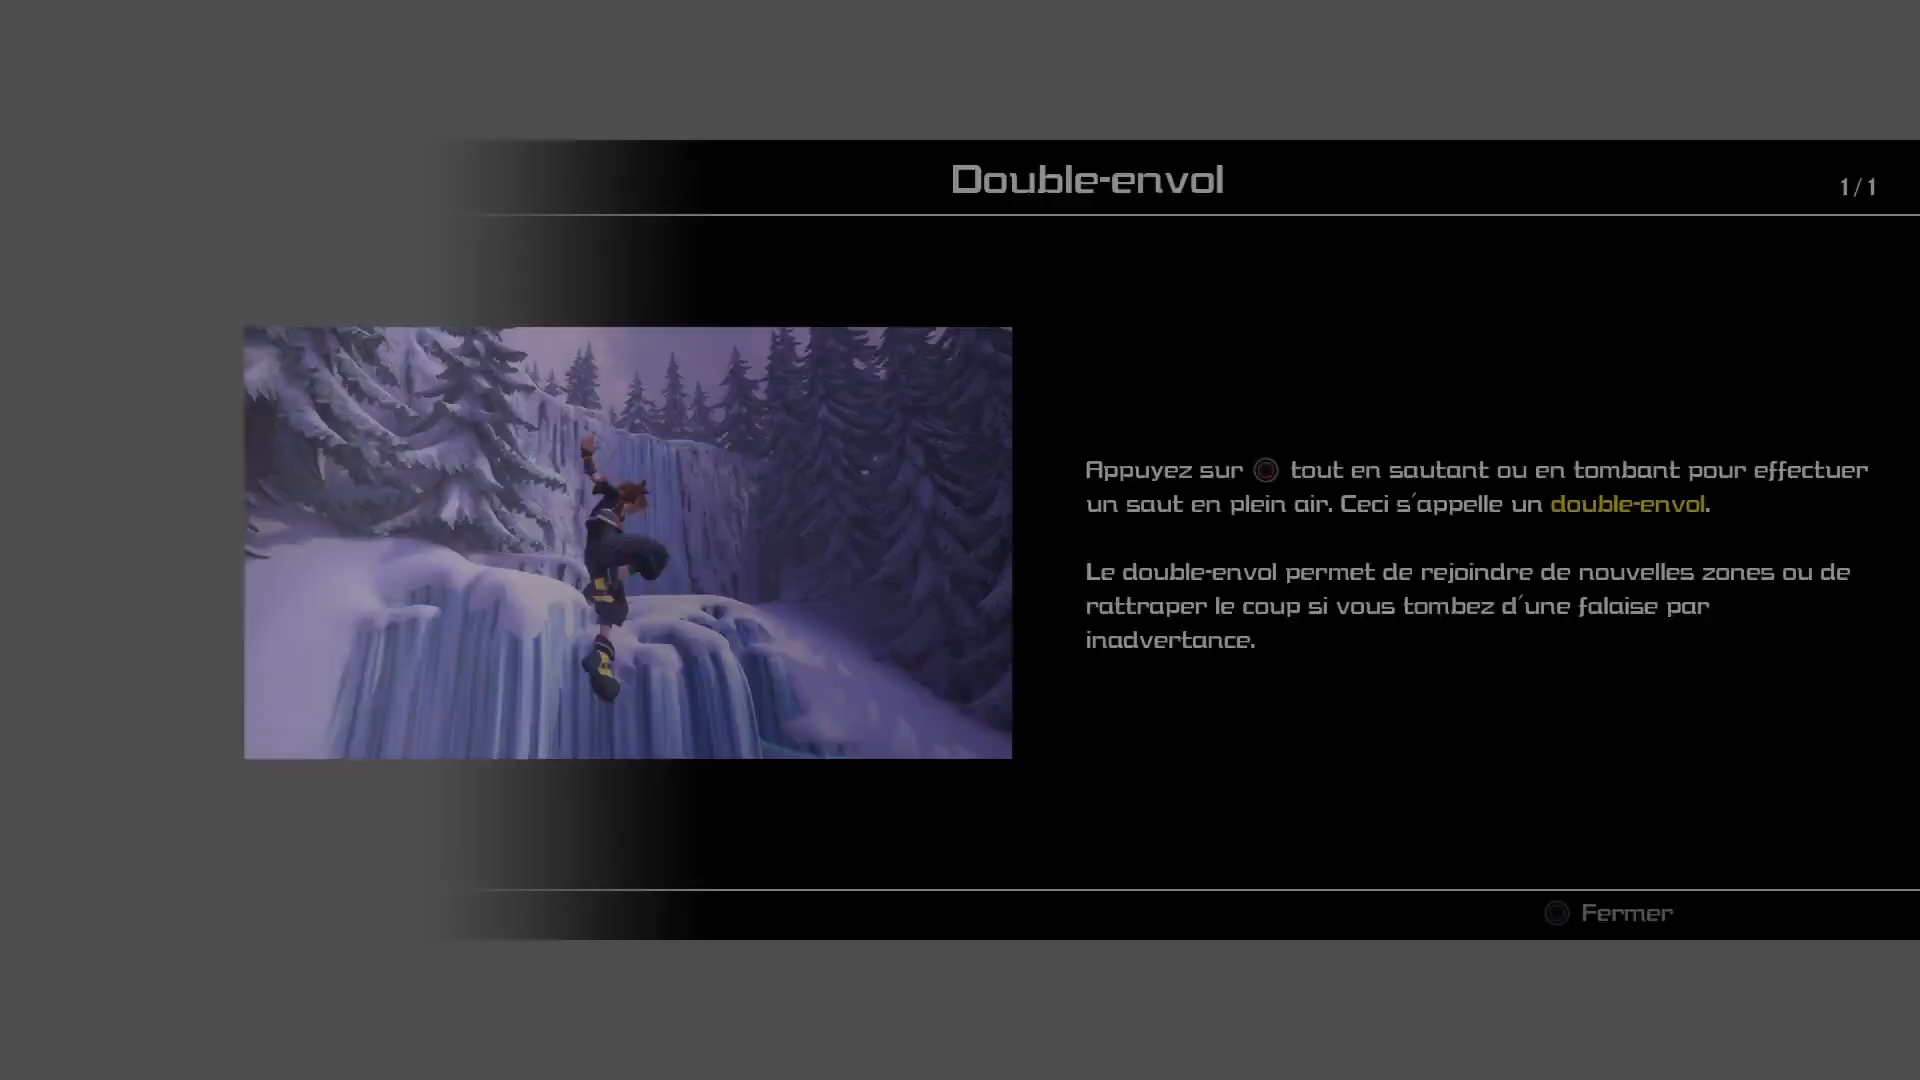 Double-envol
1/1
Appuyez sur tout en sautant ou en tombant pour effectuer
un saut en plein air. Ceci s'appelle un double-envol.
Le double-envol permet de rejoindre de nouvelles zones ou de
rattraper le coup si vous tombez d'une falaise par
inadvertance.
Fermer